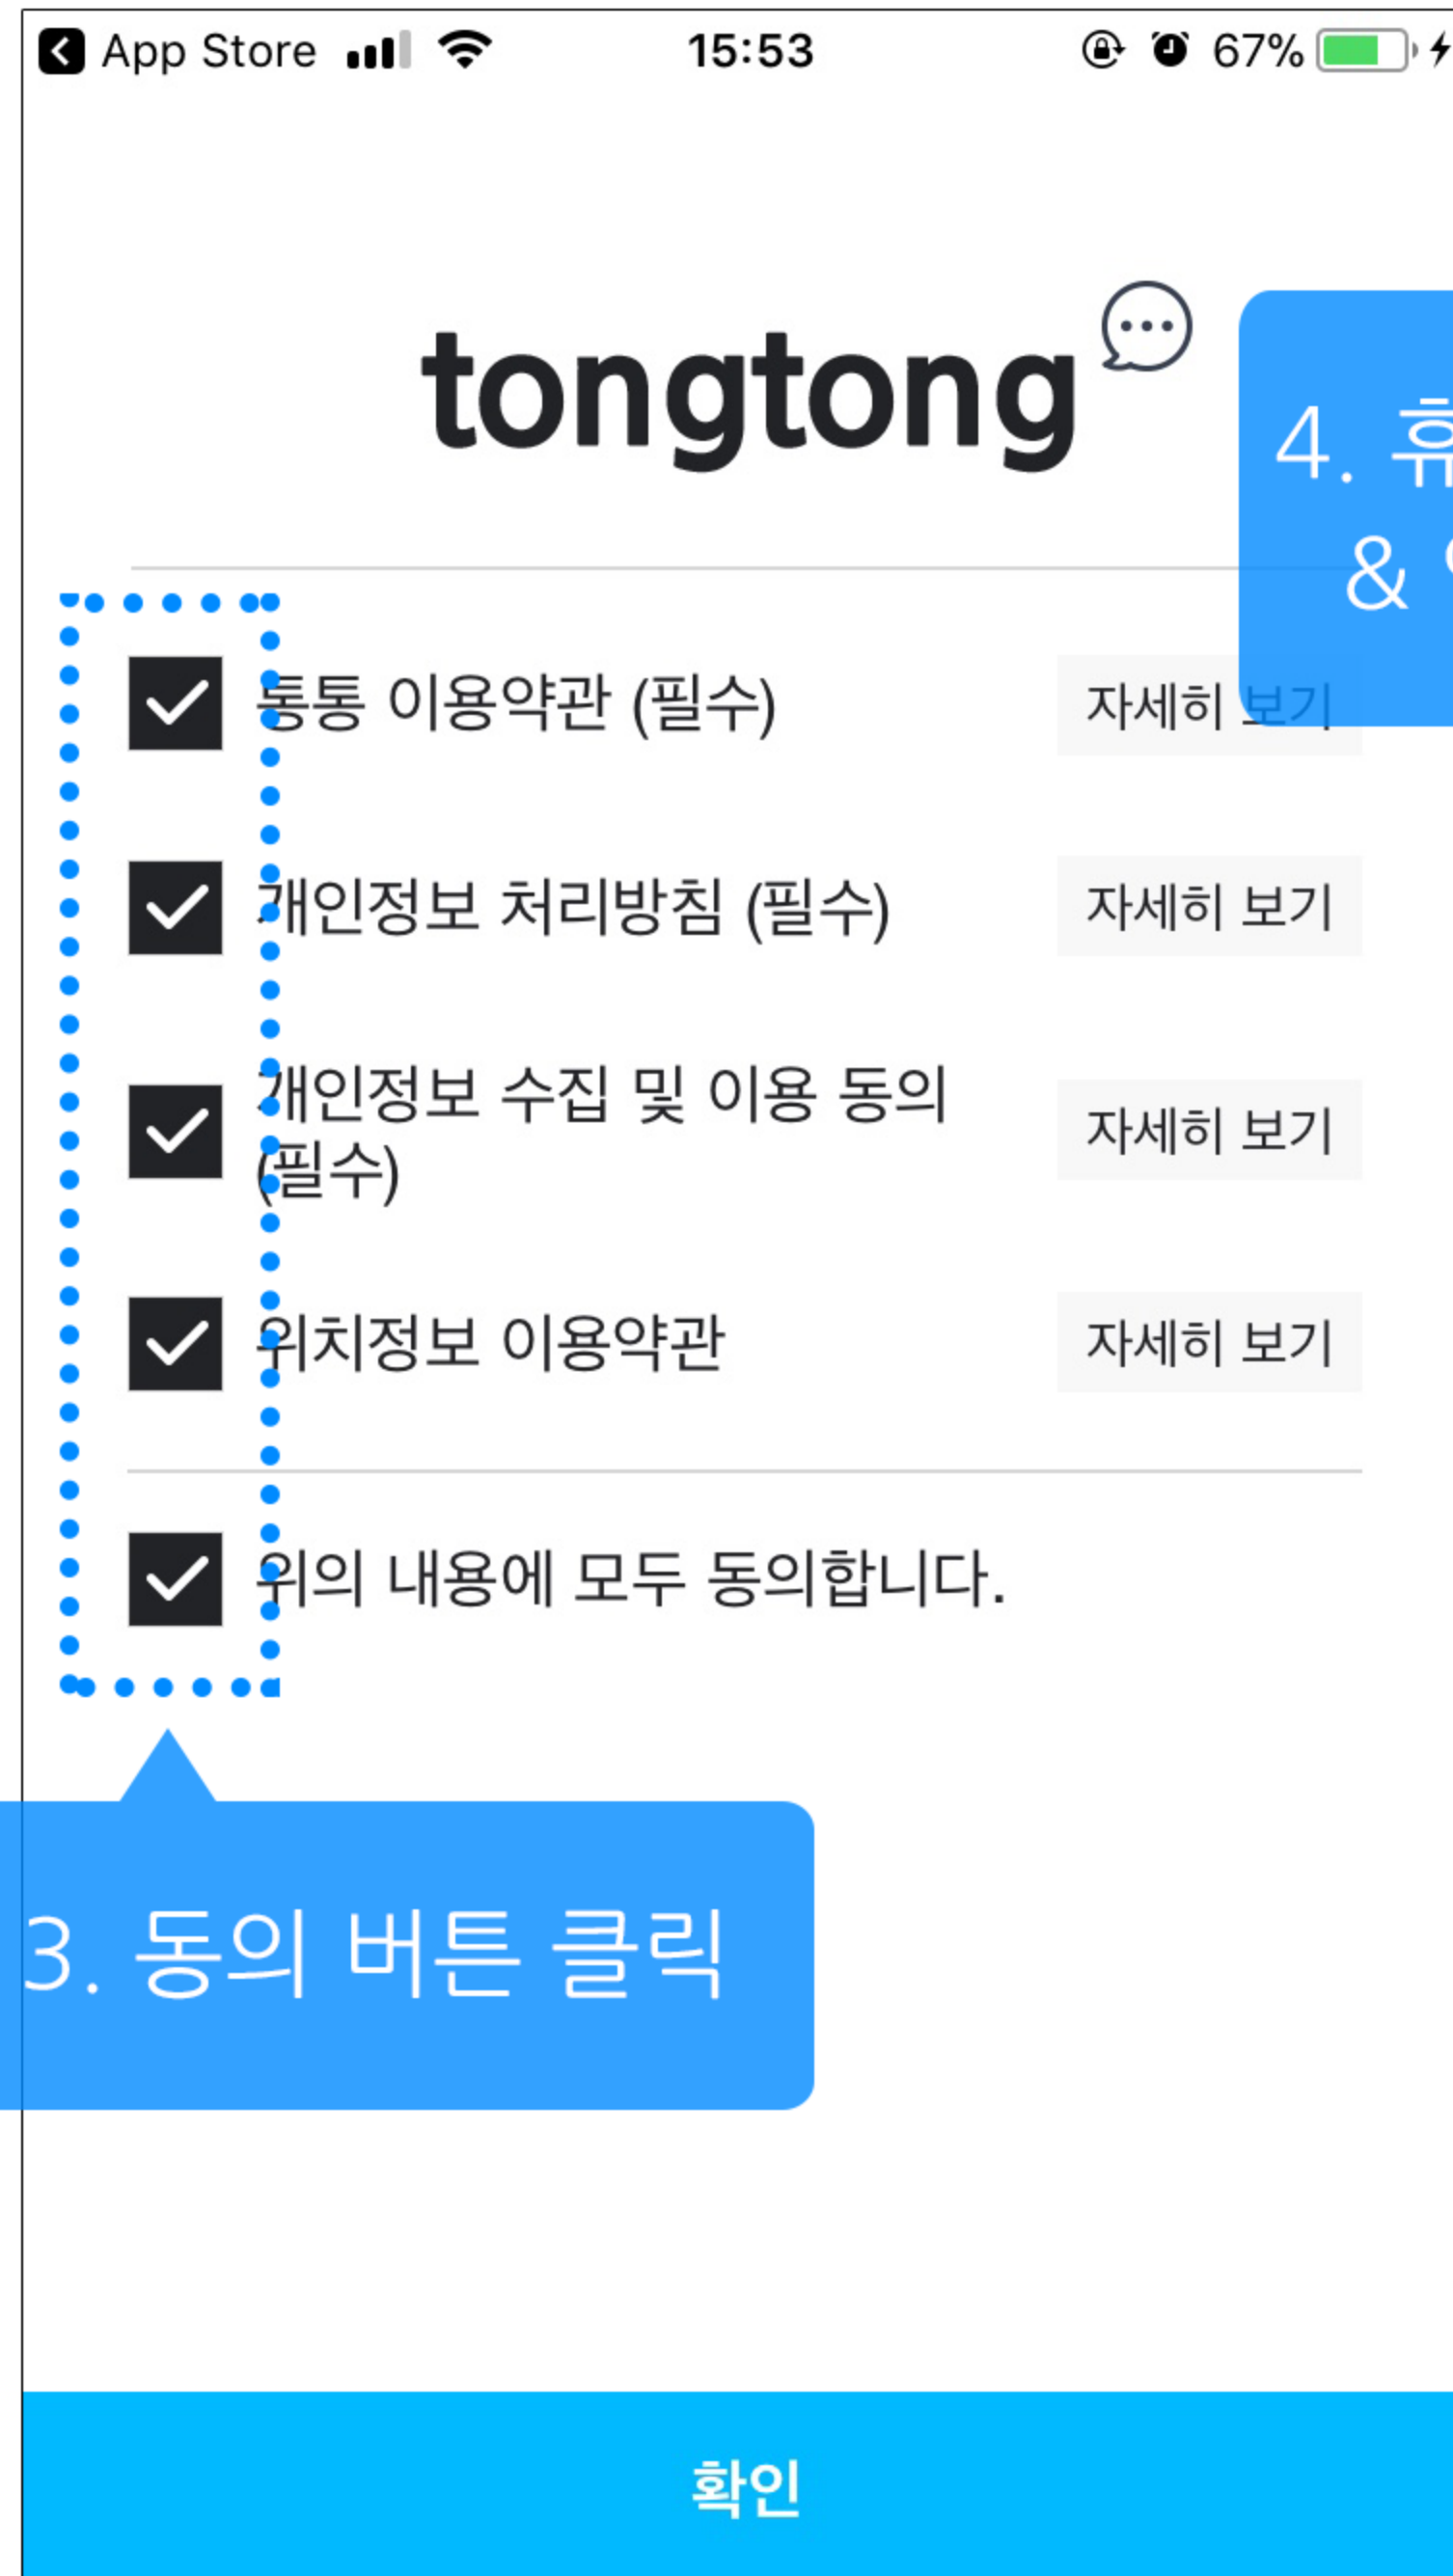 App Store 15:53 67%
tongtong
4.
&
통통 이용약관 (필수) 자세히 보기
개인정보 처리방침 (필수) 자세히 보기
개인정보 수집 및 이용 동의
(필수) 자세히 보기
위치정보 이용약관 자세히 보기
위의 내용에 모두 동의합니다.
3. 동의 버튼 클릭
확인